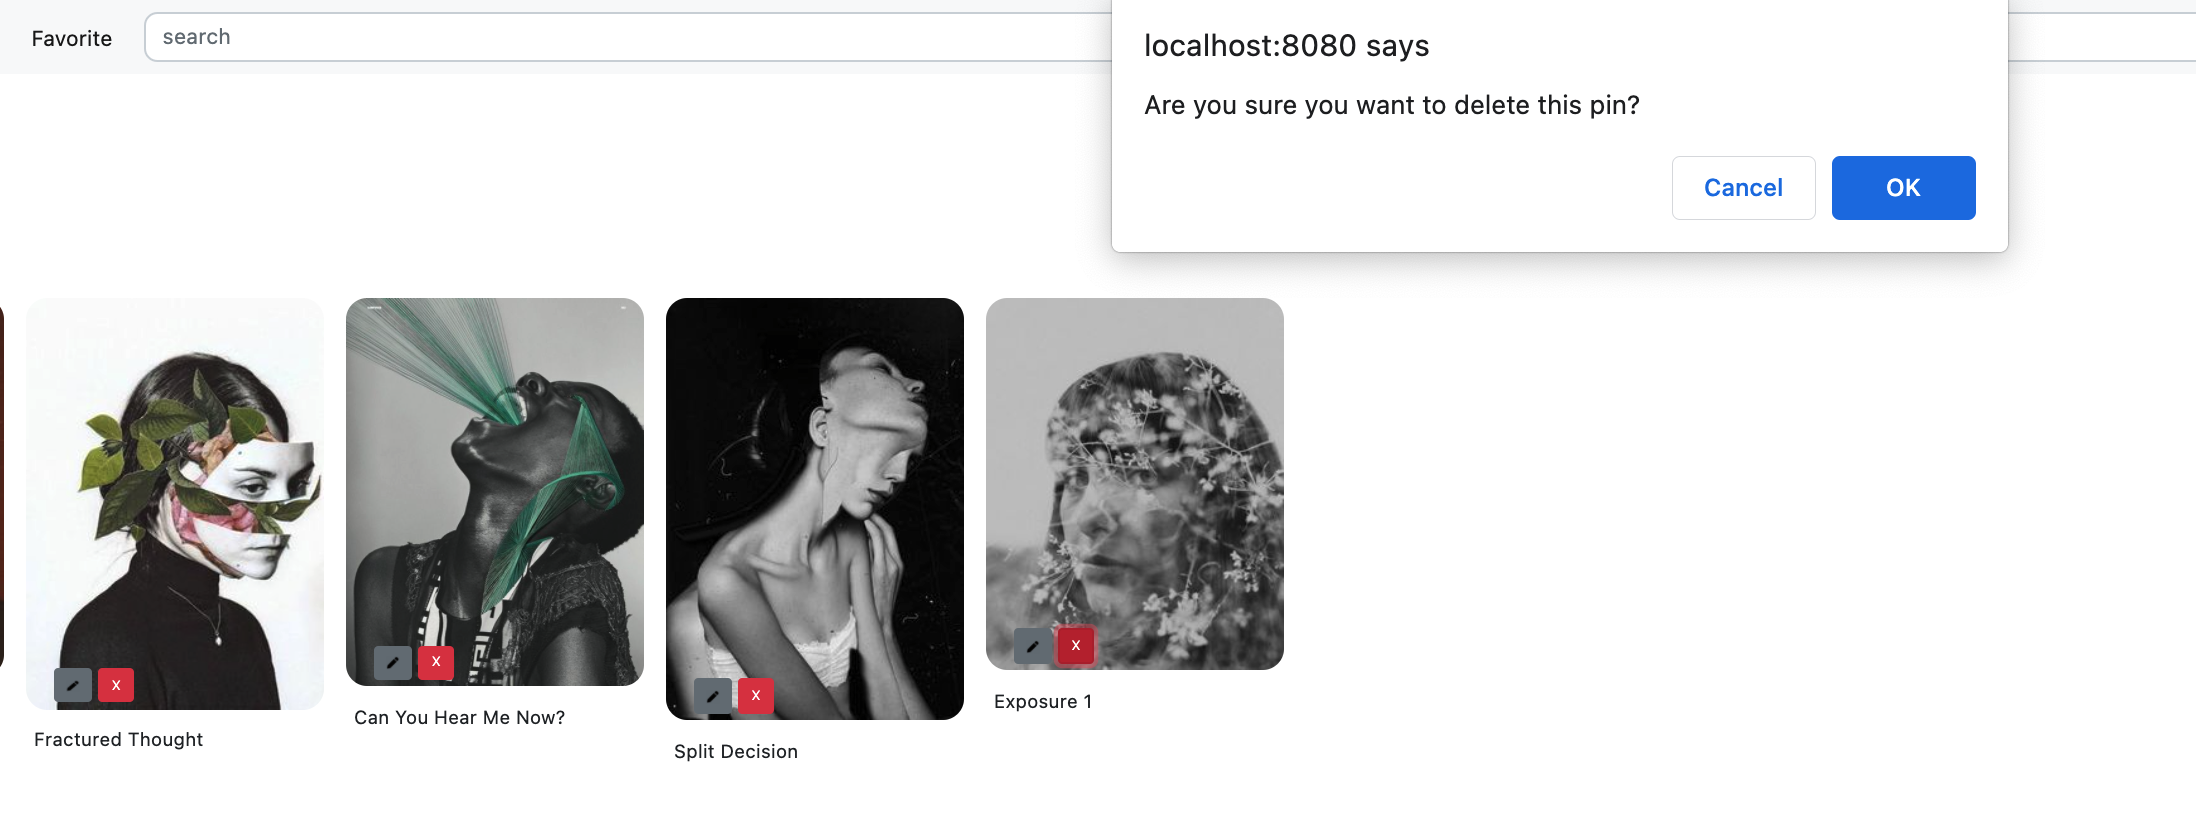 Favorite
search
localhost:8080 says
Are you sure you want to delete this pin?
Cancel
OK
X
X
X
X
Fractured Thought
Can You Hear Me Now?
Split Decision
Exposure 1